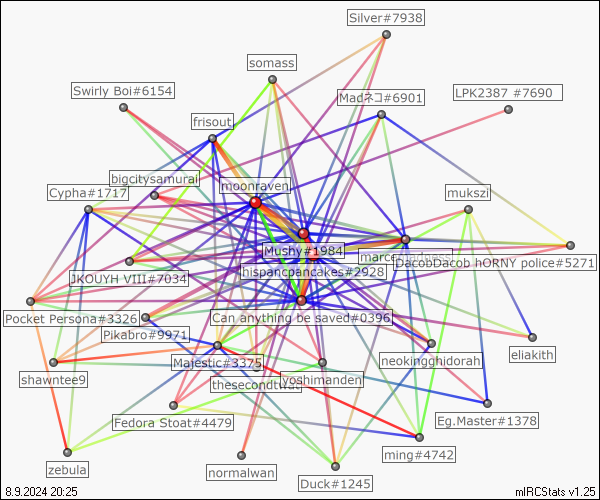 Silver#7938
somass
Swirly Boi#6154
Madネコ#6901
LPK2387 #7690
frisout
bigcitysamurai
moonraven
Cypha#1717
mukszi
Mushy#1984
DacobDacob hORNY police#5271
JKOUYH VIII#7034
hispancpancakes#2928
Pocket Persona#3326
Can anything be saved#0396
Pikabro#9971
eliakith
Majestic#3375
neokingghidorah
shawntee9
thesecondtwat
yoshimanden
Fedora Stoat#4479
Eg.Master#1378
ming#4742
zebula
normalwan
Duck#1245
8.9.2024 20:25
mIRCStats v1.25